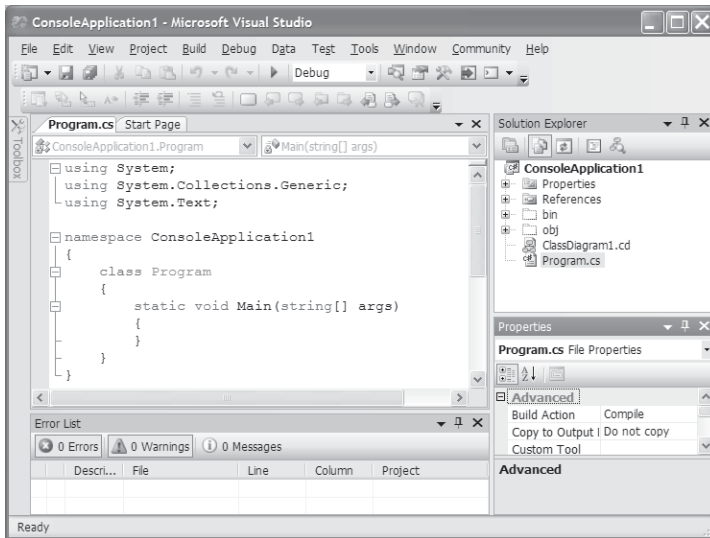 ConsoleApplication1 - Microsoft Visual Studio
File Edit View Project Build Debug Data Test Tools Window Community Help
Debug
Toolbox
Program.cs Start Page
ConsoleApplication1.Program Main(string[] args)
using System;
using System.Collections.Generic;
using System.Text;
namespace ConsoleApplication1
{
class Program
{
static void Main(string[] args)
{
}
}
}
Solution Explorer
ConsoleApplication1
Properties
References
bin
obj
ClassDiagram1.cd
Program.cs
Properties
Program.cs File Properties
Advanced
Build Action Compile
Copy to Output Do not copy
Custom Tool
Advanced
Error List
0 Errors 0 Warnings 0 Messages
Descri... File Line Column Project
Ready